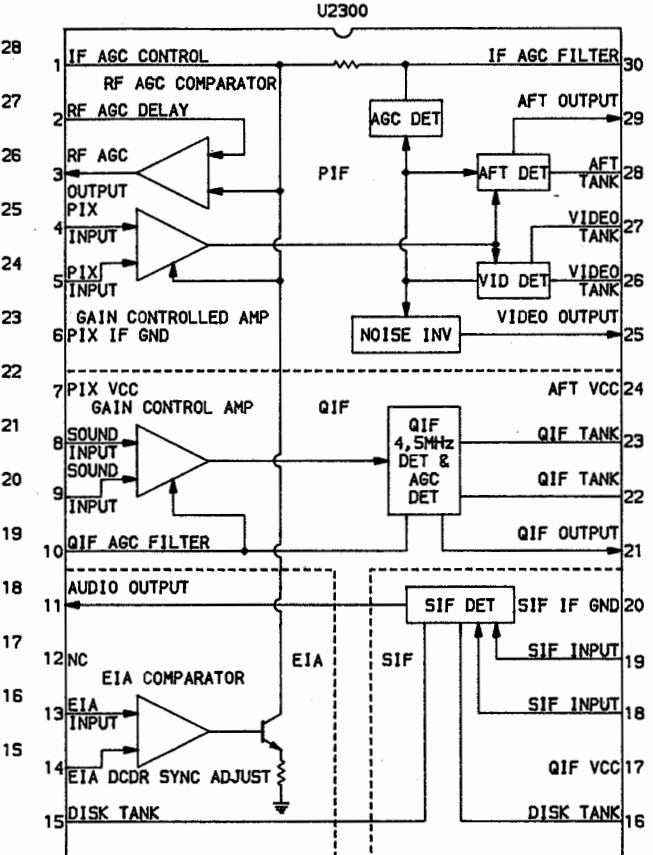 U2300
28
1 IF AGC CONTROL IF AGC FILTER 30
RF AGC COMPARATOR
27 AGC DET AFT OUTPUT
2 RF AGC DELAY 29
26 RF AGC PIF AFT DET AFT
3 28
OUTPUT TANK
25 PIX
4 INPUT VIDEO 27
TANK
24 PIX VID DET VIDEO
5 INPUT 26
TANK
23 GAIN CONTROLLED AMP VIDEO OUTPUT
6 PIX IF GND NOISE INV 25
22
7 PIX VCC AFT VCC 24
GAIN CONTROL AMP QIF
21 SOUND QIF QIF TANK
8 INPUT 4,5MHz 23
20 SOUND DET & QIF TANK
9 INPUT AGC 22
DET
19 QIF AGC FILTER QIF OUTPUT
10 21
18 AUDIO OUTPUT
11 SIF DET SIF IF GND 20
17
12 NC EIA SIF SIF INPUT 19
16 EIA COMPARATOR
13 EIA SIF INPUT 18
INPUT
15
14 EIA DCDR SYNC ADJUST QIF VCC 17
15 DISK TANK DISK TANK 16